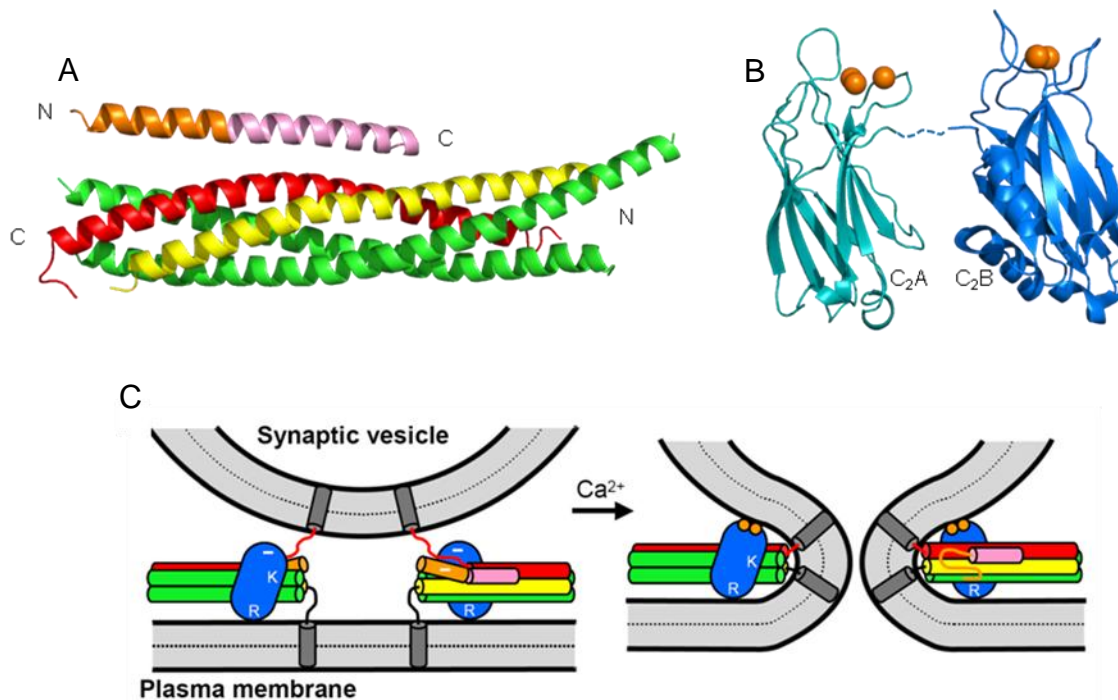 A
B
N
C
C
N
C₂A C₂B
C
Synaptic vesicle
Ca²⁺
−
−
−
K
R
R
K
R
R
Plasma membrane